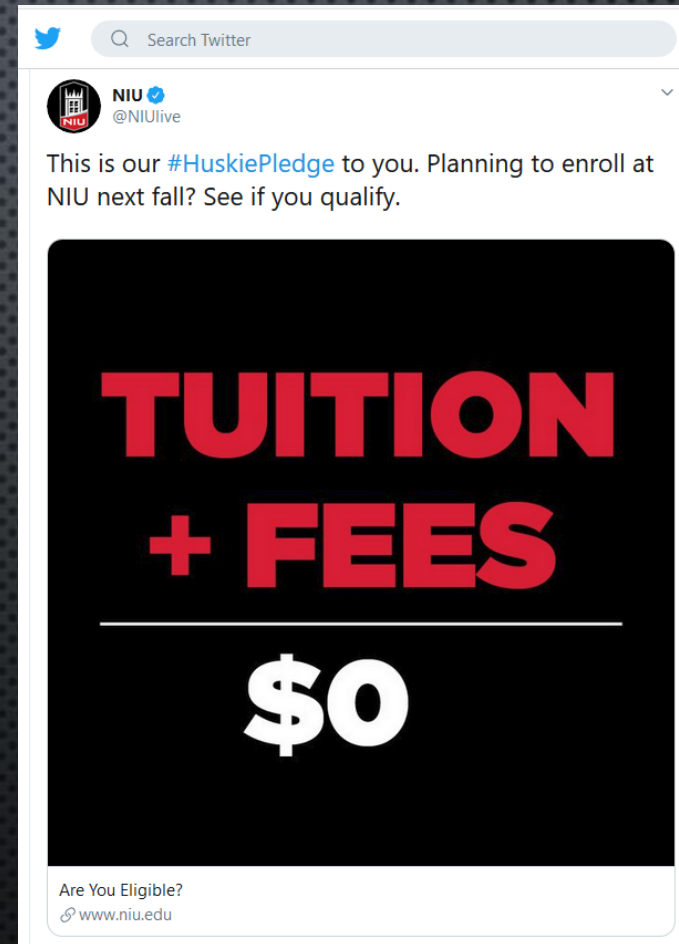 Search Twitter
NIU
NIU
@NIUlive
This is our #HuskiePledge to you. Planning to enroll at
NIU next fall? See if you qualify.
TUITION
+ FEES
$0
Are You Eligible?
www.niu.edu